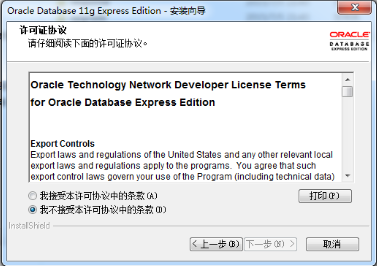 Oracle Database 11g Express Edition - 安装向导
许可证协议
请仔细阅读下面的许可证协议。
ORACLE
DATABASE
EXPRESS EDITION
Oracle Technology Network Developer License Terms
for Oracle Database Express Edition
Export Controls
Export laws and regulations of the United States and any other relevant local
export laws and regulations apply to the programs. You agree that such
export control laws govern your use of the Program (including technical data)
我接受本许可证协议中的条款(A)
我不接受本许可证协议中的条款(D)
打印(P)
InstallShield
< 上一步(B)
下一步(N) >
取消